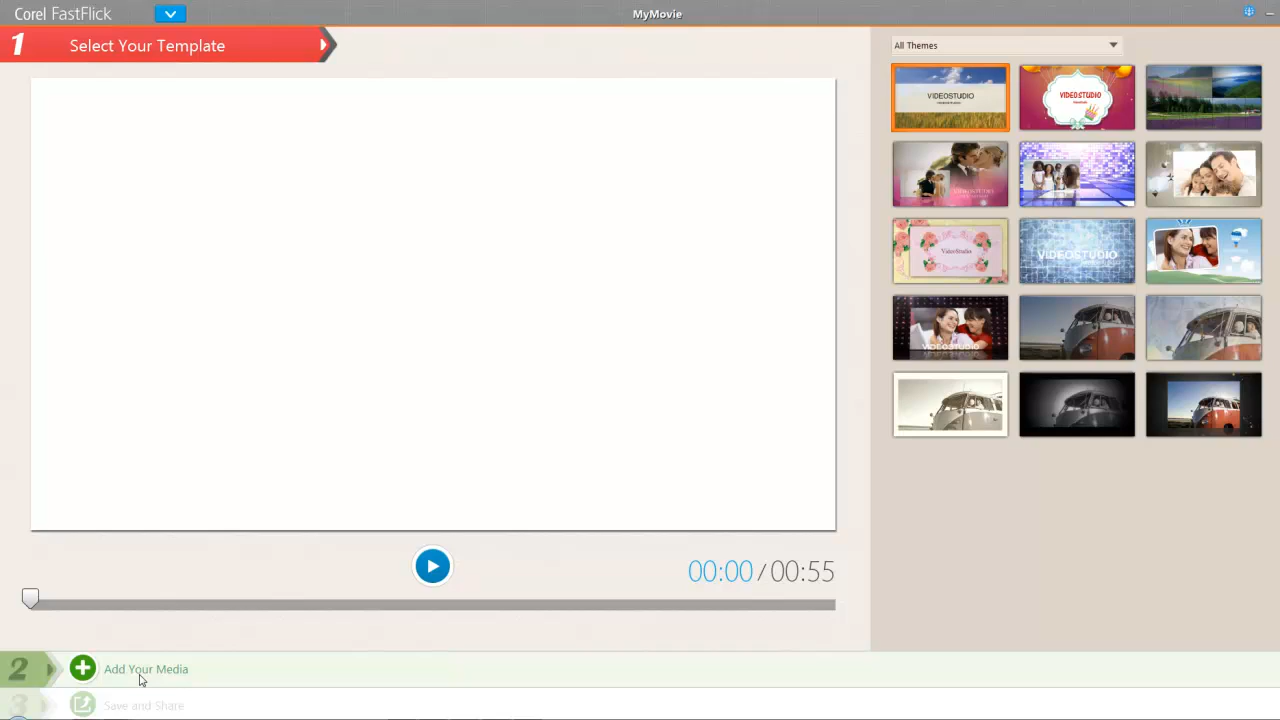 Corel FastFlick
MyMovie
1 Select Your Template
All Themes
VIDEOSTUDIO
VIDEOSTUDIO
VideoStudio
VIDEOSTUDIO
VIDEOSTUDIO
00:00/00:55
2 Add Your Media
3 Save and Share